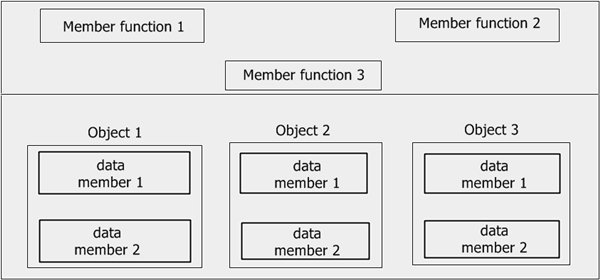 Member function 1
Member function 2
Member function 3
Object 1
Object 2
Object 3
data
member 1
data
member 1
data
member 1
data
member 2
data
member 2
data
member 2